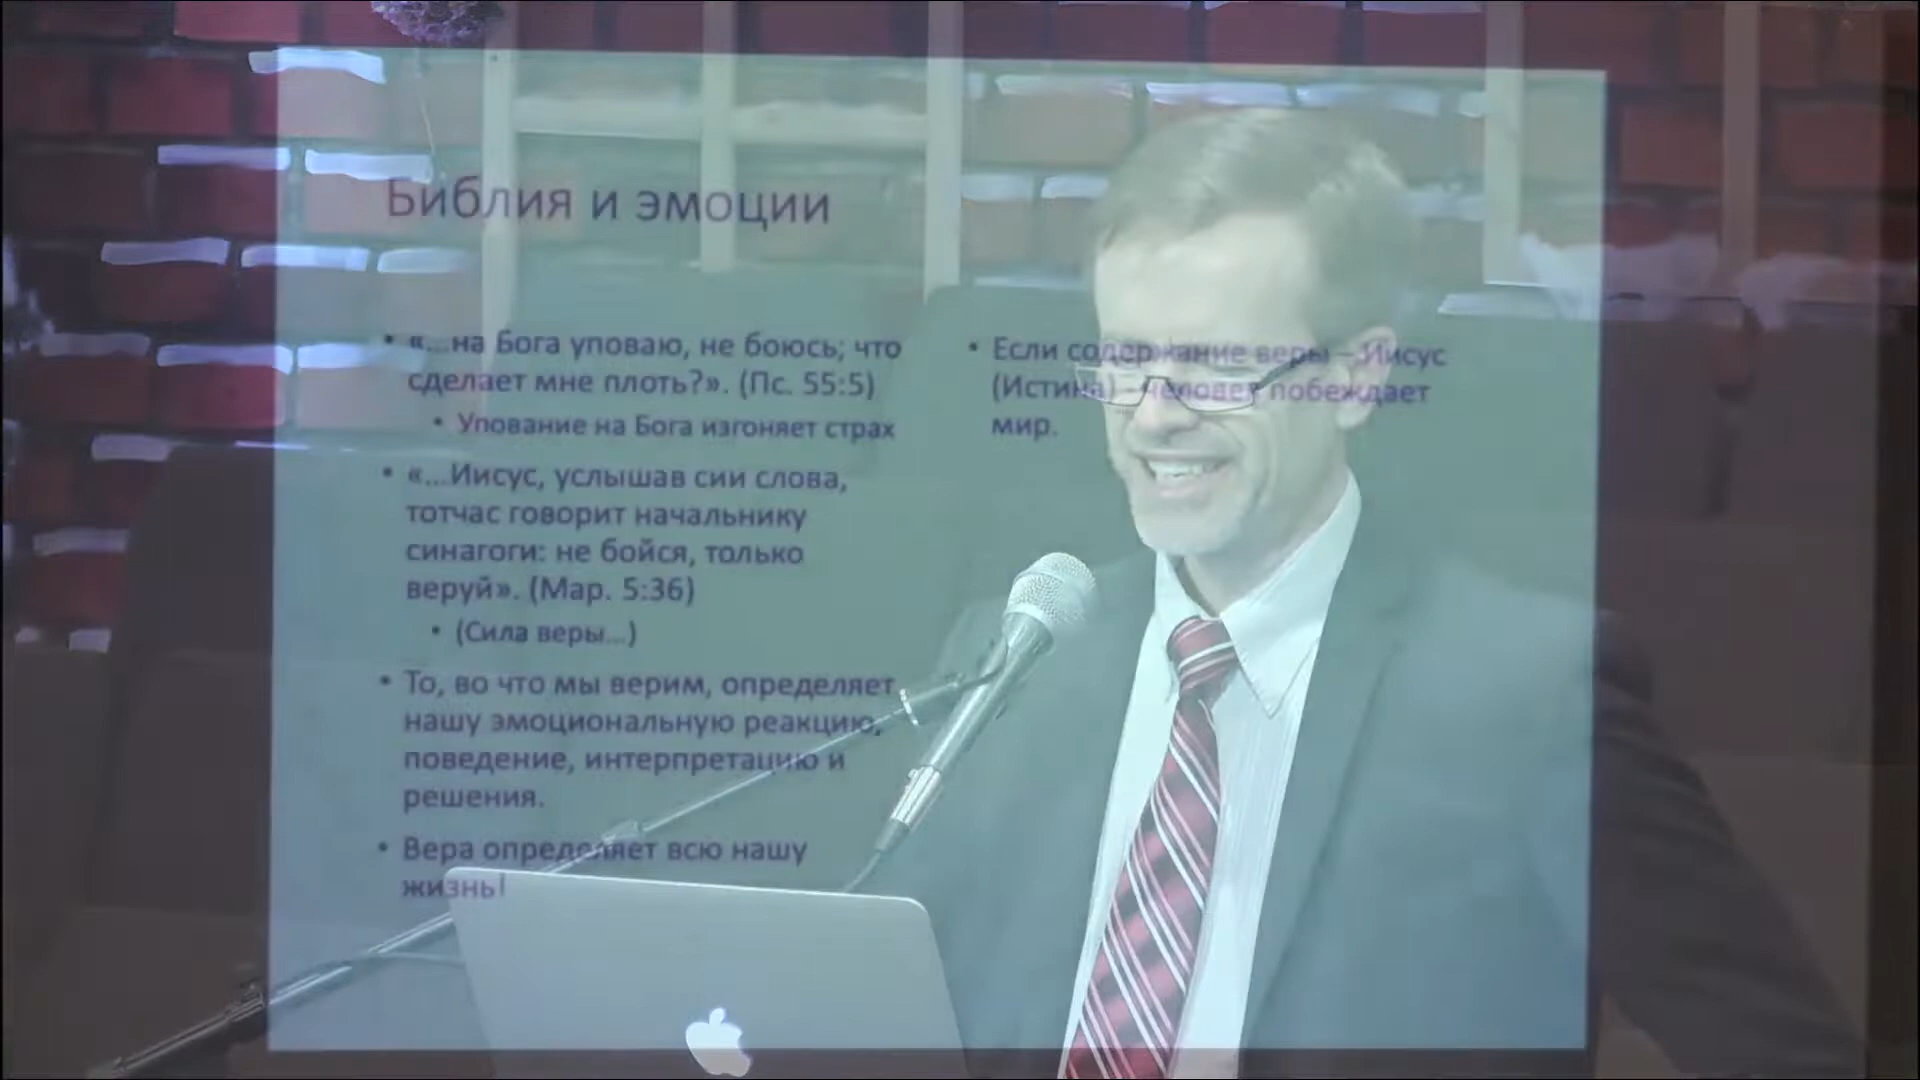 Библия и эмоции
• «...на Бога уповаю, не боюсь; что
сделает мне плоть?». (Пс. 55:5)
• Упование на Бога изгоняет страх
• «...Иисус, услышав сии слова,
тотчас говорит начальнику
синагоги: не бойся, только
веруй». (Мар. 5:36)
• (Сила веры...)
• То, во что мы верим, определяет
нашу эмоциональную реакцию,
поведение, интерпретацию и
решения.
• Вера определяет всю нашу
жизнь!
• Если содержание веры – Иисус
(Истина) - человек побеждает
мир.